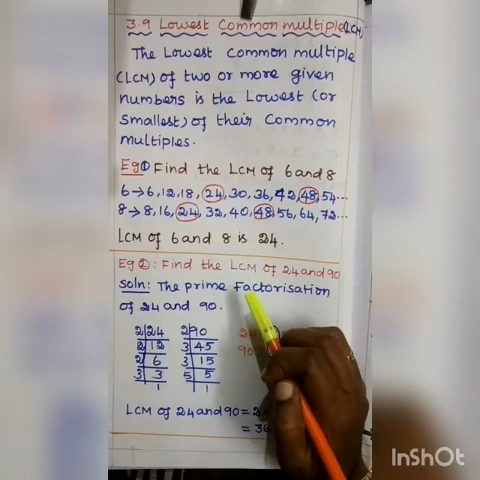 3.9 Lowest Common multiple (LCM)
The Lowest common multiple
(LCM) of two or more given
numbers is the Lowest (or
Smallest) of their Common
multiples.
Eg① Find the LCM of 6 and 8
6→6,12,18, 24, 30, 36, 42, 48, 54...
8→8,16, 24, 32, 40, 48, 56, 64, 72...
LCM of 6 and 8 is 24.
Eg②: Find the LCM of 24 and 90
Soln: The prime Factorisation
of 24 and 90.
2|24 2|90
2|12 3|45
2|6 3|15
3|3 5|5
1 1
90
LCM of 24 and 90 = 2
= 36
InShOt